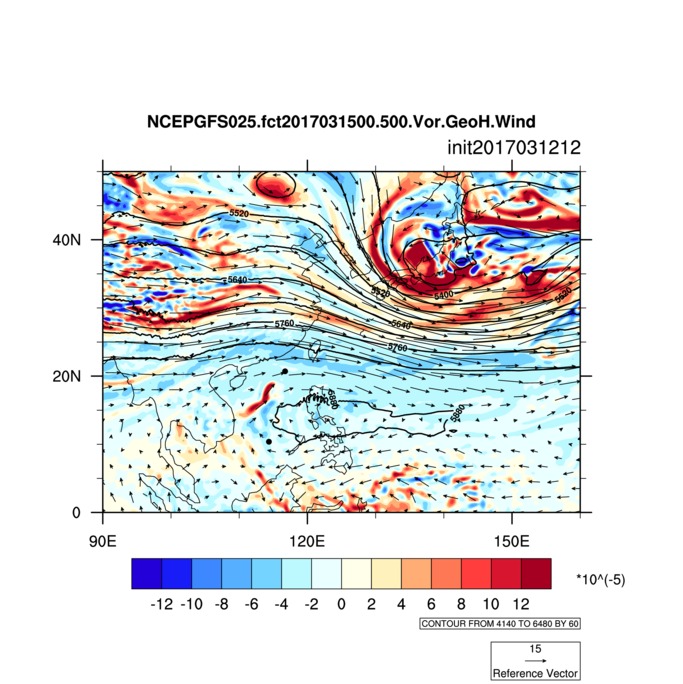 NCEPGFS025.fct2017031500.500.Vor.GeoH.Wind
init2017031212
5520
40N
5640
5520
5400
5520
5760
5640
5760
20N
5880
5880
0
90E 120E 150E
-12 -10 -8 -6 -4 -2 0 2 4 6 8 10 12
*10^(-5)
CONTOUR FROM 4140 TO 6480 BY 60
15
Reference Vector